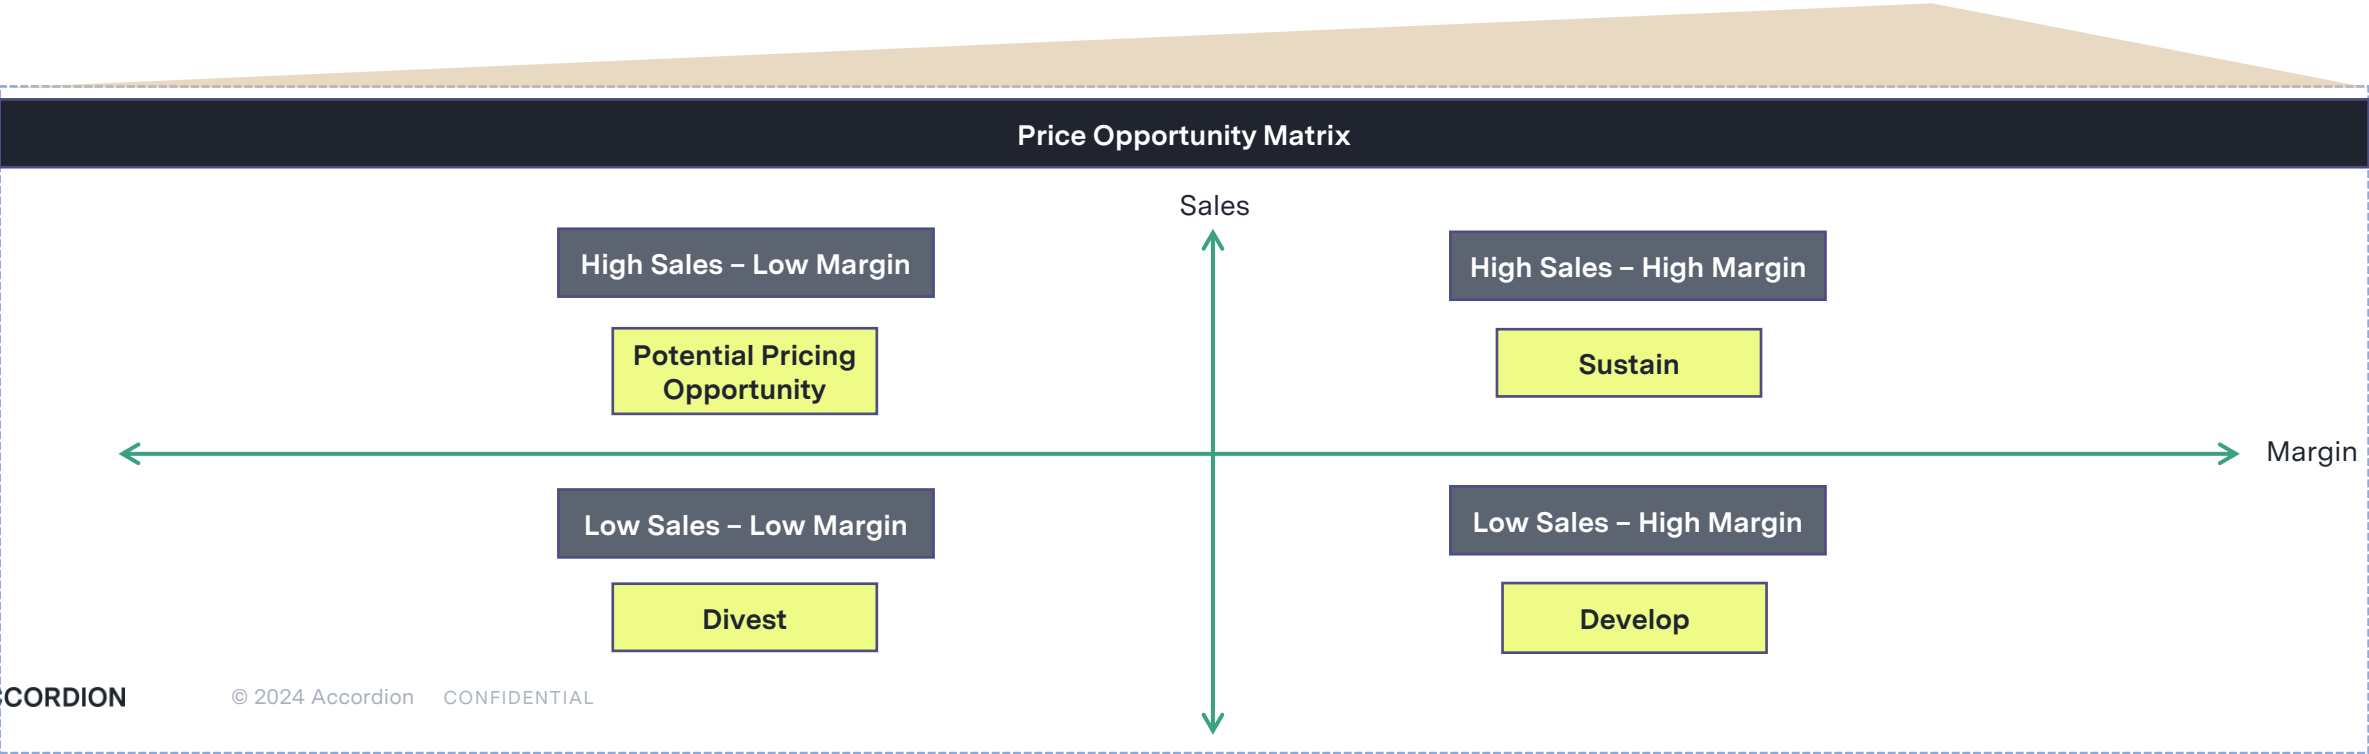 Price Opportunity Matrix
Sales
High Sales – Low Margin
High Sales – High Margin
Potential Pricing
Opportunity
Sustain
Margin
Low Sales – Low Margin
Low Sales – High Margin
Divest
Develop
CCORDION
© 2024 Accordion CONFIDENTIAL